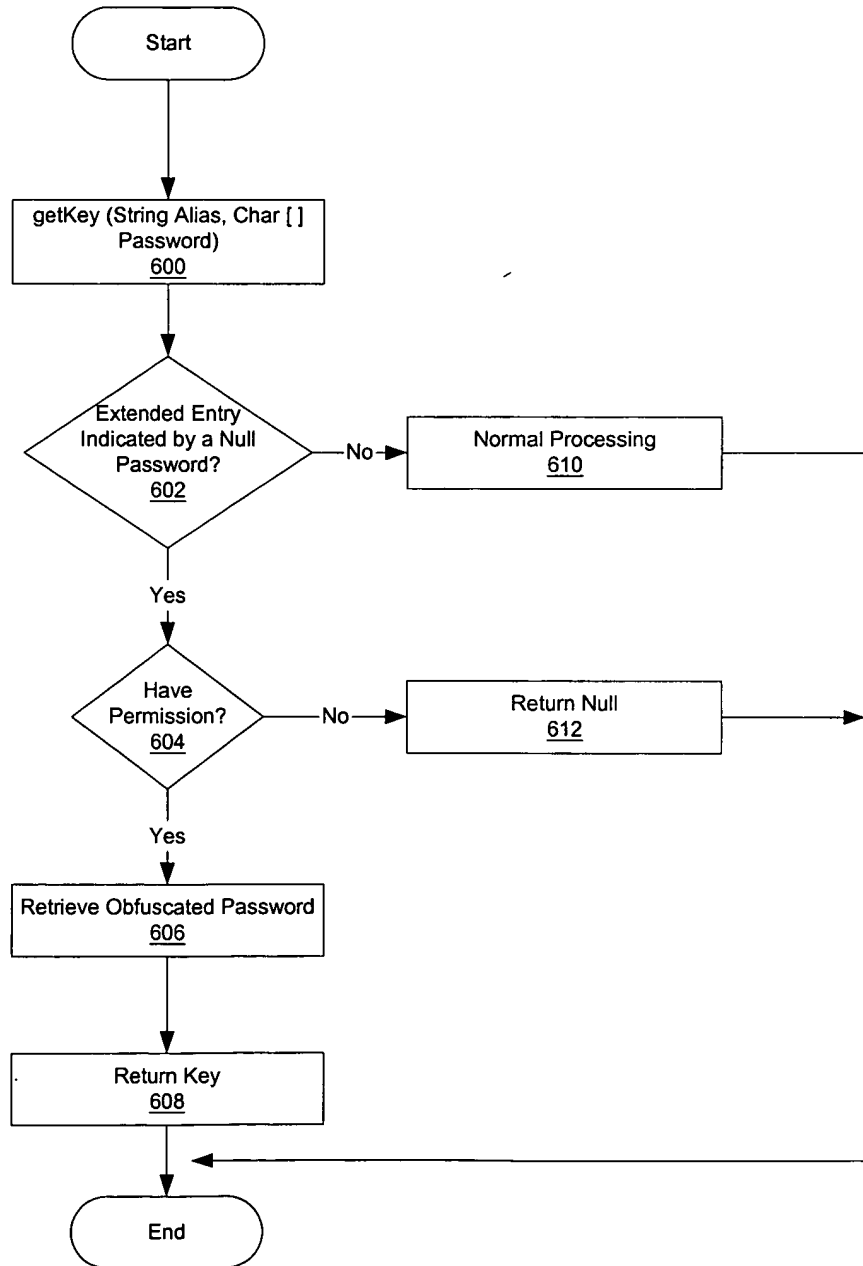 Start
getKey (String Alias, Char [ ]
Password)
600
Extended Entry
Indicated by a Null
Password?
602
No
Normal Processing
610
Yes
Have
Permission?
604
No
Return Null
612
Yes
Retrieve Obfuscated Password
606
Return Key
608
End